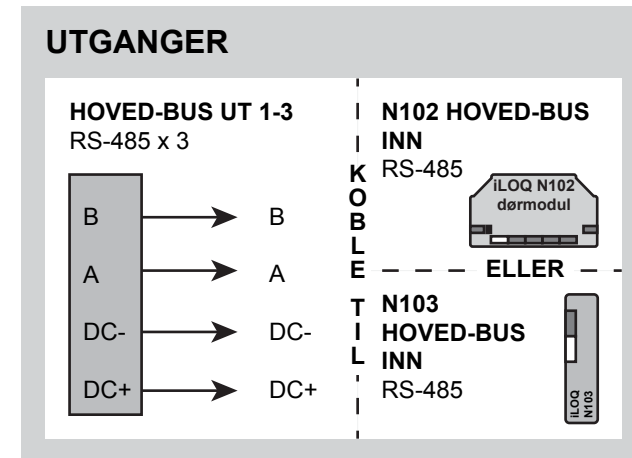 UTGANGER
HOVED-BUS UT 1-3
RS-485 x 3
B
B
A
A
DC-
DC-
DC+
DC+
KOBLE TIL
N102 HOVED-BUS
INN
RS-485
iLOQ N102
dørmodul
ELLER
N103
HOVED-BUS
INN
RS-485
iLOQ
N103